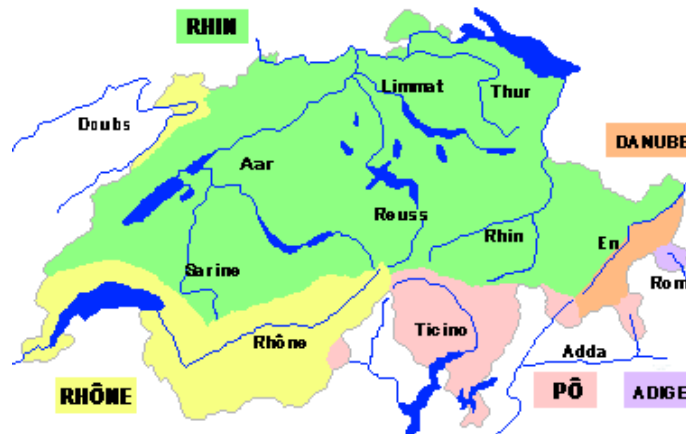 RHIN
Limmat
Thur
Doubs
DANUBE
Aar
Reuss
Rhin
En
Sarine
Rom
Ticino
Rhône
Adda
RHÔNE
PÔ
ADIGE